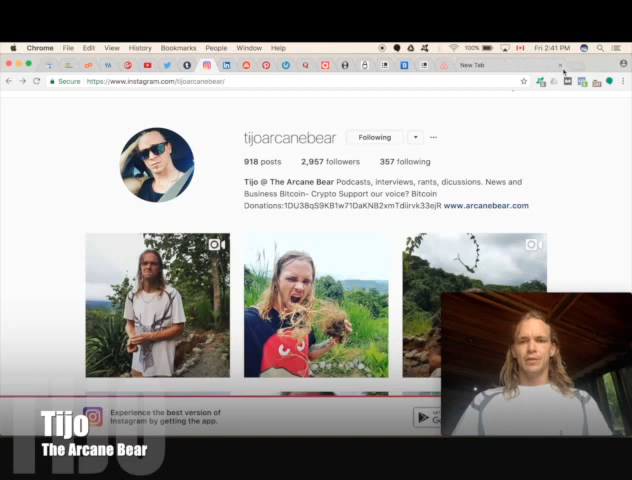 Chrome File Edit View History Bookmarks People Window Help 100% Fri 2:41 PM
New Tab
Secure https://www.instagram.com/tijoarcanebear/
tijoarcanebear Following
918 posts 2,957 followers 357 following
Tijo @ The Arcane Bear Podcasts, interviews, rants, dicussions. News and
Business Bitcoin- Crypto Support our voice? Bitcoin
Donations:1DU38qS9KB1w71DaKNB2xmTdiirvk33ejR www.arcanebear.com
Experience the best version of
Instagram by getting the app.
Tijo
The Arcane Bear
TIJO